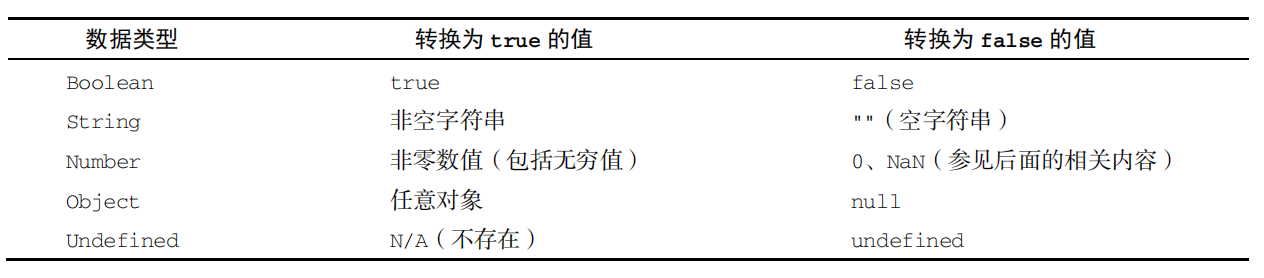 数据类型 转换为 true 的值 转换为 false 的值
Boolean true false
String 非空字符串 ""（空字符串）
Number 非零数值（包括无穷值） 0、NaN（参见后面的相关内容）
Object 任意对象 null
Undefined N/A（不存在） undefined